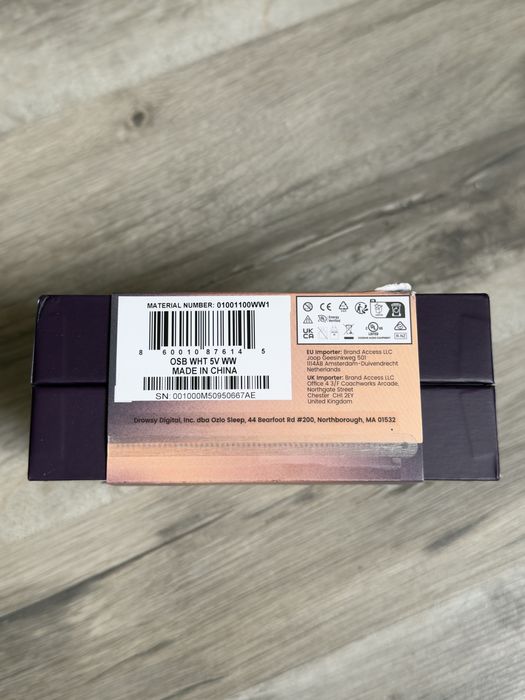 MATERIAL NUMBER: 01001100WW1
8 60010 87614 5
OSB WHT 5V WW
MADE IN CHINA
SN: 001000M50950667AE
EU Importer: Brand Access LLC
Joop Geesinkweg 501
1114AB Amsterdam-Duivendrecht
Netherlands
UK Importer: Brand Access LLC
Office 4 3/F Coachworks Arcade,
Northgate Street
Chester CH1 2EY
United Kingdom
Drowsy Digital, Inc. dba Ozlo Sleep, 44 Bearfoot Rd #200, Northborough, MA 01532
UK
CA